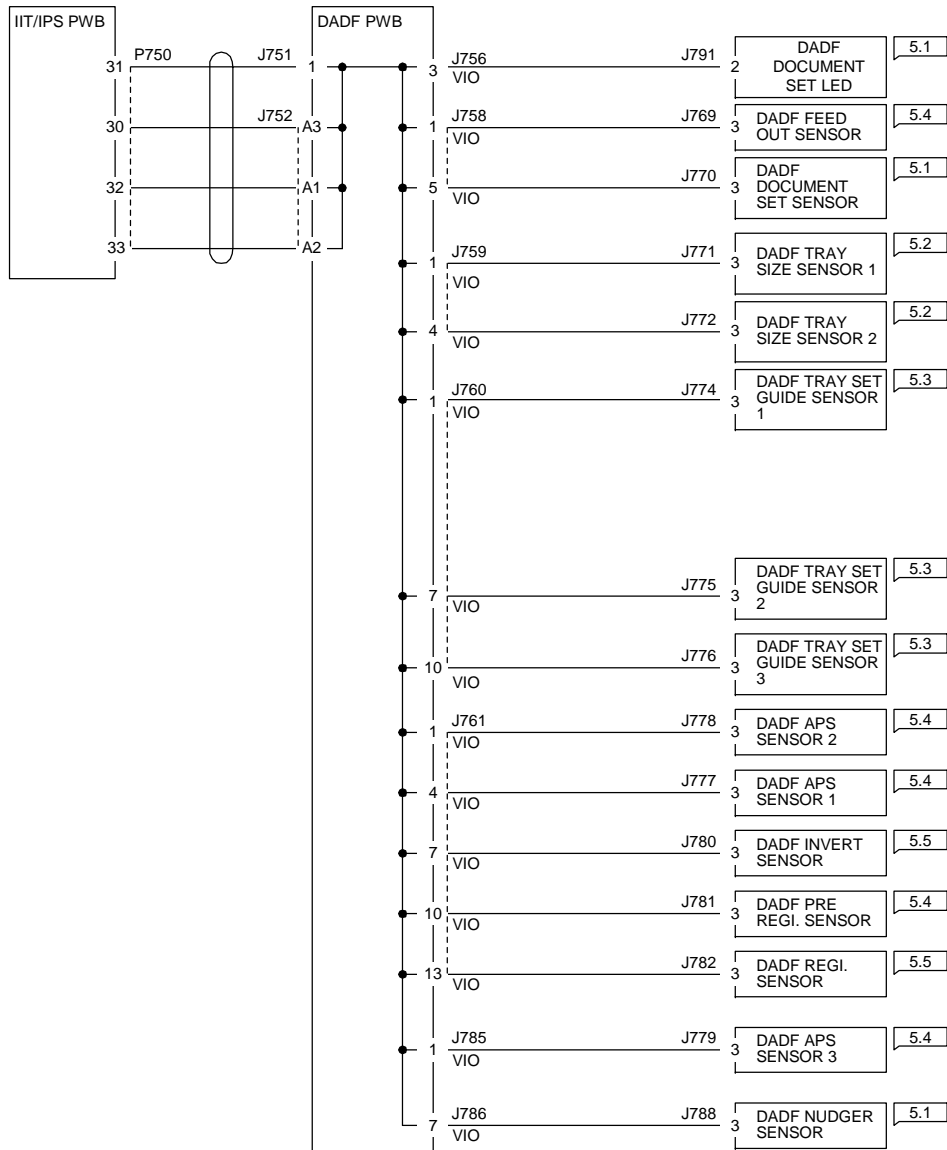 IIT/IPS PWB
DADF PWB
31 P750 J751 1
30 J752 A3
32 A1
33 A2
3 J756 VIO J791 2
DADF
DOCUMENT
SET LED
5.1
1 J758 VIO J769 3
DADF FEED
OUT SENSOR
5.4
5 VIO J770 3
DADF
DOCUMENT
SET SENSOR
5.1
1 J759 VIO J771 3
DADF TRAY
SIZE SENSOR 1
5.2
4 VIO J772 3
DADF TRAY
SIZE SENSOR 2
5.2
1 J760 VIO J774 3
DADF TRAY SET
GUIDE SENSOR
1
5.3
7 VIO J775 3
DADF TRAY SET
GUIDE SENSOR
2
5.3
10 VIO J776 3
DADF TRAY SET
GUIDE SENSOR
3
5.3
1 J761 VIO J778 3
DADF APS
SENSOR 2
5.4
4 VIO J777 3
DADF APS
SENSOR 1
5.4
7 VIO J780 3
DADF INVERT
SENSOR
5.5
10 VIO J781 3
DADF PRE
REGI. SENSOR
5.4
13 VIO J782 3
DADF REGI.
SENSOR
5.5
1 J785 VIO J779 3
DADF APS
SENSOR 3
5.4
7 J786 VIO J788 3
DADF NUDGER
SENSOR
5.1